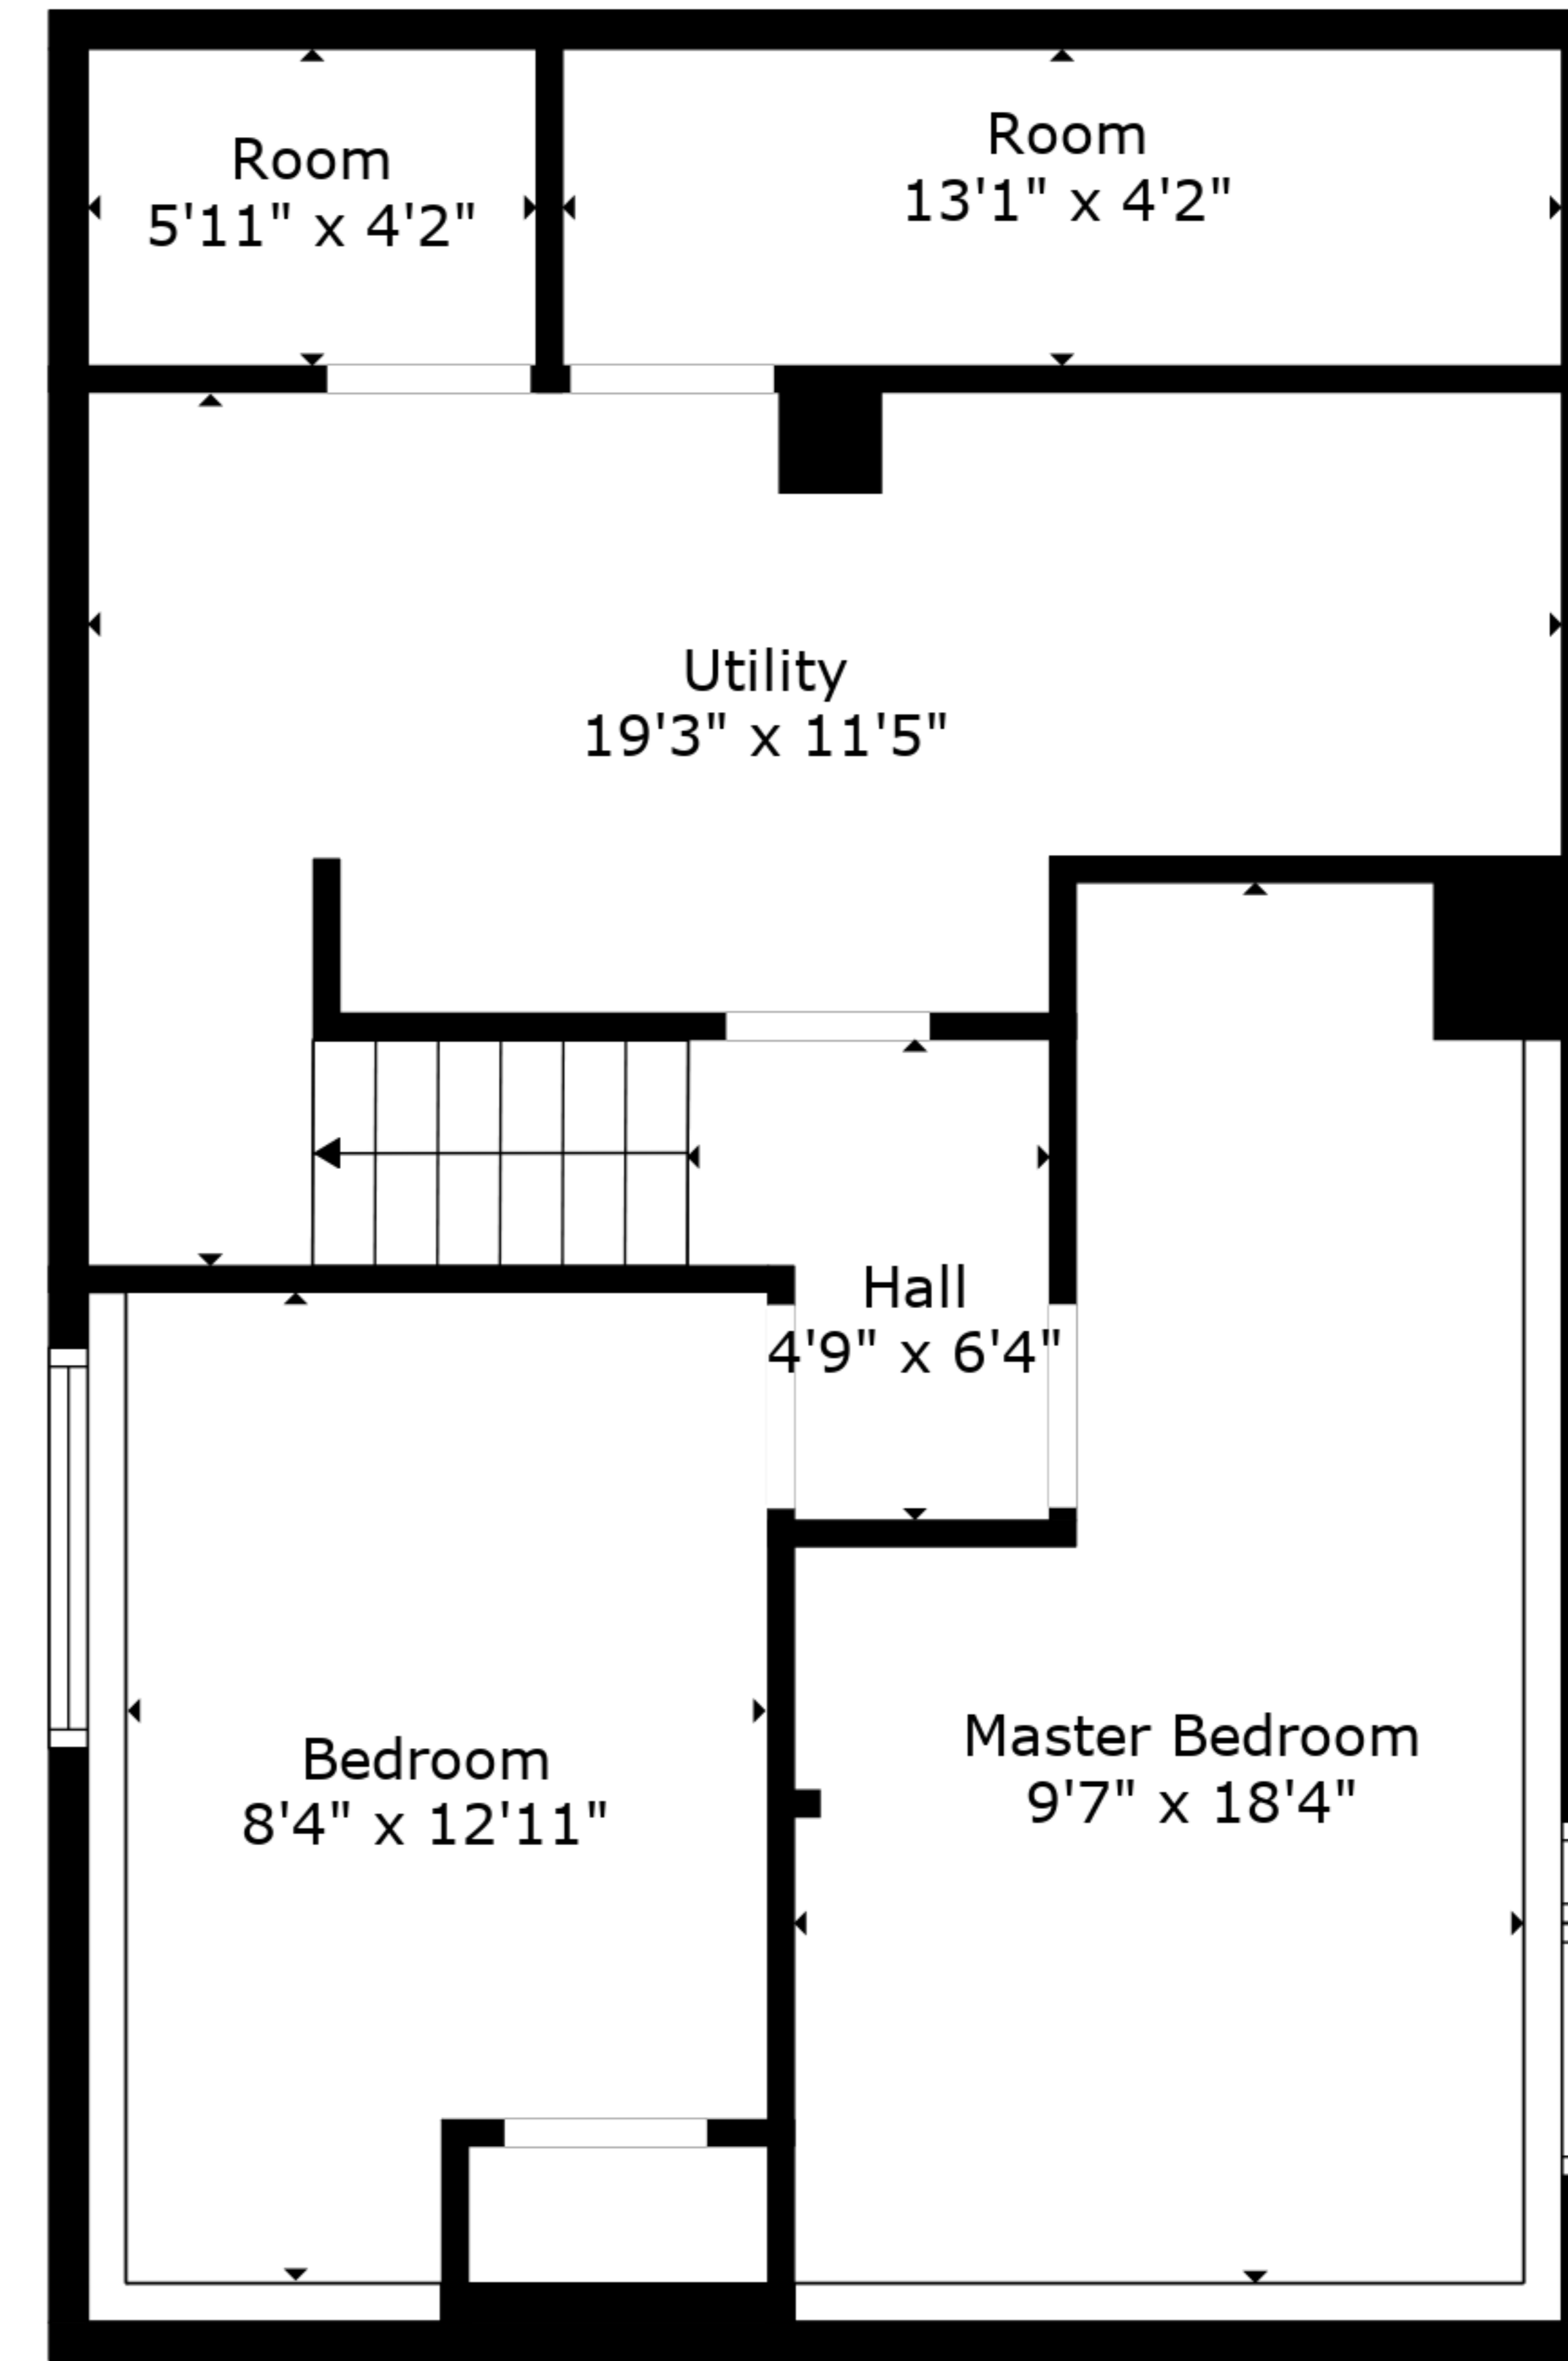 Room
5'11" x 4'2"
Room
13'1" x 4'2"
Utility
19'3" x 11'5"
Hall
4'9" x 6'4"
Bedroom
8'4" x 12'11"
Master Bedroom
9'7" x 18'4"